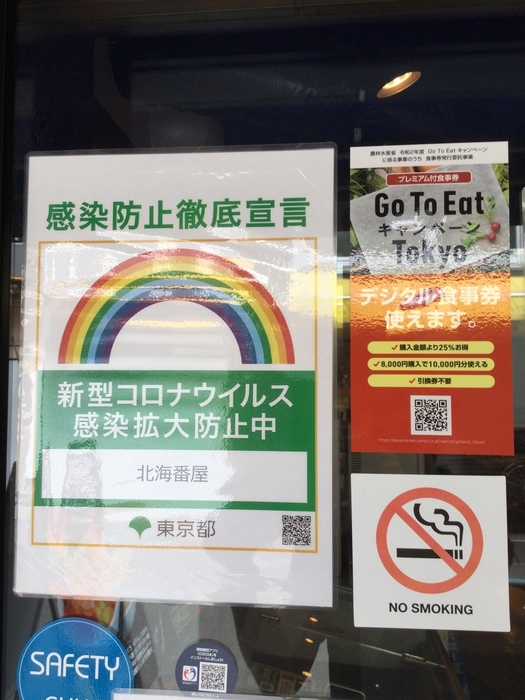 感染防止徹底宣言
新型コロナウイルス
感染拡大防止中
北海番屋
東京都
農林水産省 令和2年度 Go To Eat キャンペーン
に係る事業のうち 食事券発行委託事業
プレミアム付食事券
Go To Eat
キャンペーン
Tokyo
デジタル食事券
使えます。
購入金額より25%お得
8,000円購入で10,000円分使える
引換券不要
NO SMOKING
SAFETY